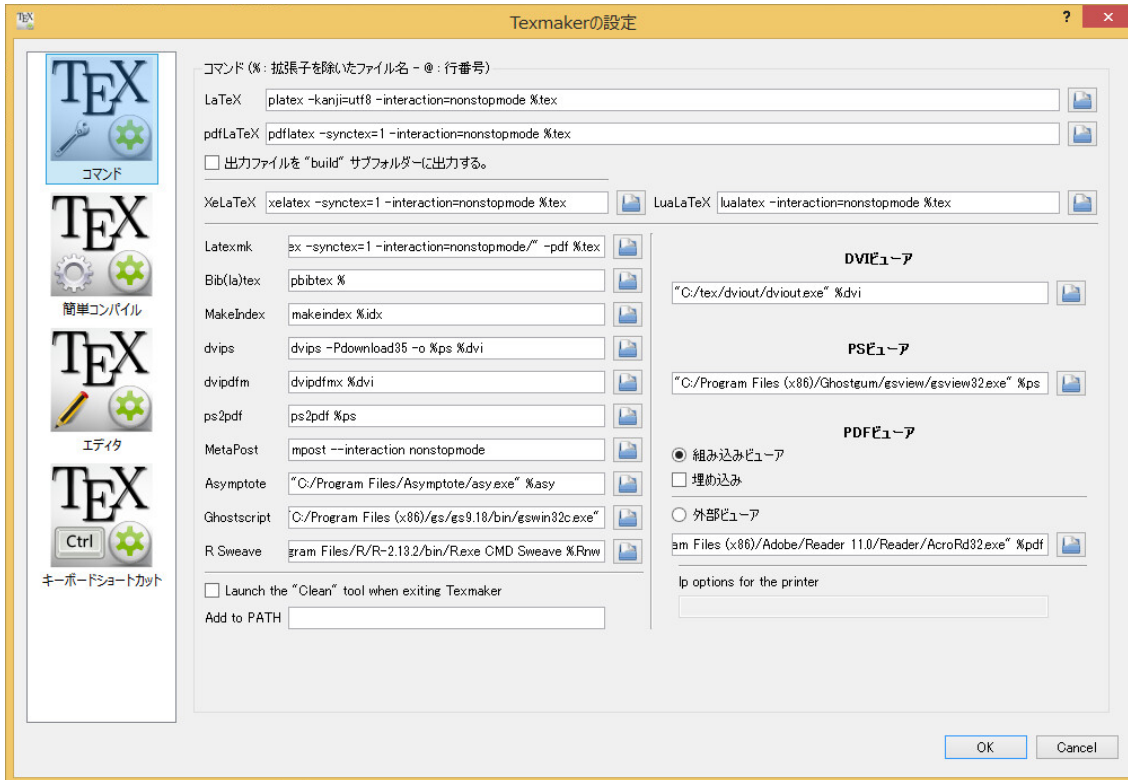 Texmakerの設定
TEX
コマンド
TEX
簡単コンパイル
TEX
エディタ
TEX
Ctrl
キーボードショートカット
コマンド (% : 拡張子を除いたファイル名 - @ : 行番号)
LaTeX platex -kanji=utf8 -interaction=nonstopmode %.tex
pdfLaTeX pdflatex -synctex=1 -interaction=nonstopmode %.tex
出力ファイルを "build" サブフォルダーに出力する。
XeLaTeX xelatex -synctex=1 -interaction=nonstopmode %.tex LuaLaTeX lualatex -interaction=nonstopmode %.tex
Latexmk ex -synctex=1 -interaction=nonstopmode/" -pdf %.tex
Bib(la)tex pbibtex %
MakeIndex makeindex %.idx
dvips dvips -Pdownload35 -o %.ps %.dvi
dvipdfm dvipdfmx %.dvi
ps2pdf ps2pdf %.ps
MetaPost mpost --interaction nonstopmode
Asymptote "C:/Program Files/Asymptote/asy.exe" %.asy
Ghostscript 'C:/Program Files (x86)/gs/gs9.18/bin/gswin32c.exe"
R Sweave gram Files/R/R-2.13.2/bin/R.exe CMD Sweave %.Rnw
Launch the "Clean" tool when exiting Texmaker
Add to PATH
DVIビューア
"C:/tex/dviout/dviout.exe" %.dvi
PSビューア
"C:/Program Files (x86)/Ghostgum/gsview/gsview32.exe" %.ps
PDFビューア
組み込みビューア
埋め込み
外部ビューア
am Files (x86)/Adobe/Reader 11.0/Reader/AcroRd32.exe" %.pdf
lp options for the printer
OK Cancel